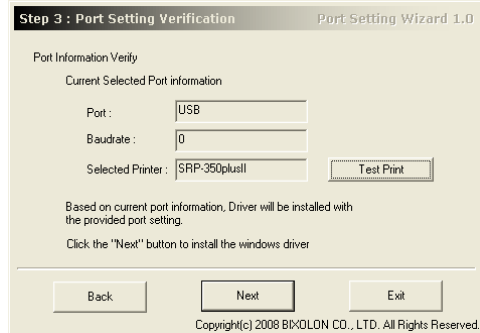 Step 3 : Port Setting Verification Port Setting Wizard 1.0
Port Information Verify
Current Selected Port information
Port : USB
Baudrate : 0
Selected Printer : SRP-350plusII Test Print
Based on current port information, Driver will be installed with
the provided port setting.
Click the "Next" button to install the windows driver
Back Next Exit
Copyright(c) 2008 BIXOLON CO., LTD. All Rights Reserved.